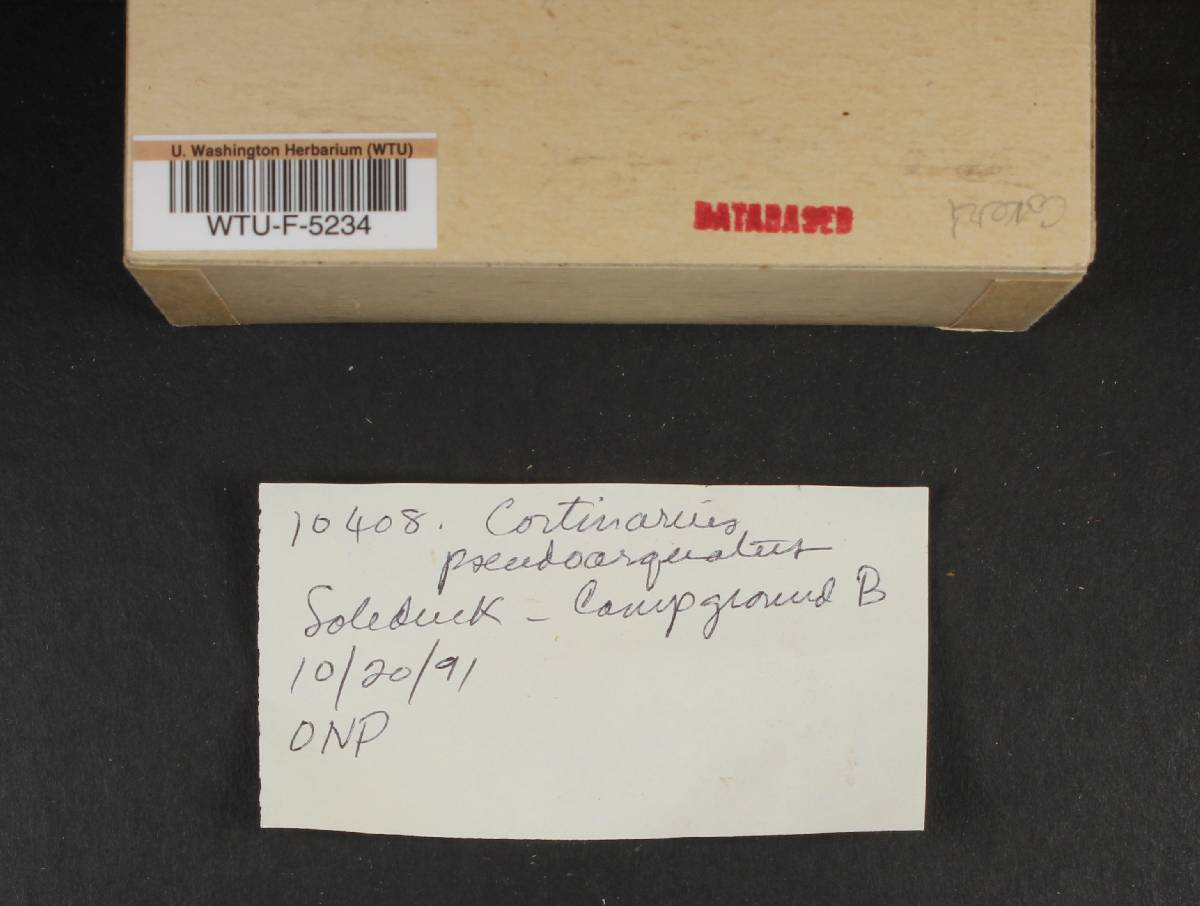 U. Washington Herbarium (WTU)
WTU-F-5234
DATABASED
10408. Cortinarius
pseudoarquatus
Soleduck – Campground B
10/20/91
ONP